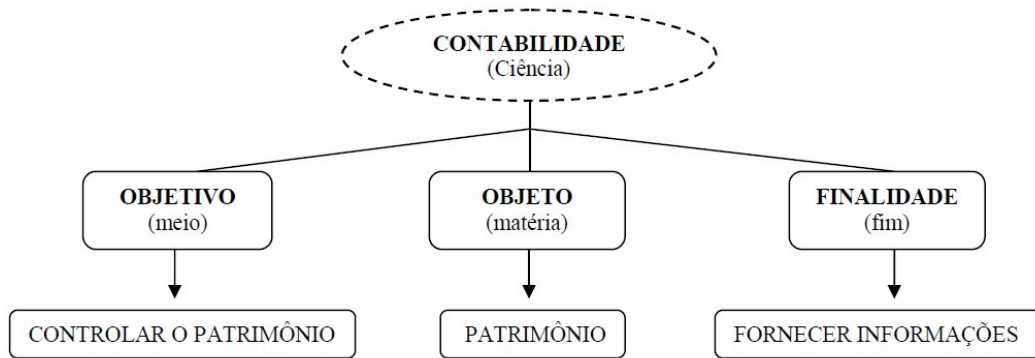 CONTABILIDADE
(Ciência)
OBJETIVO
(meio)
OBJETO
(matéria)
FINALIDADE
(fim)
CONTROLAR O PATRIMÔNIO
PATRIMÔNIO
FORNECER INFORMAÇÕES